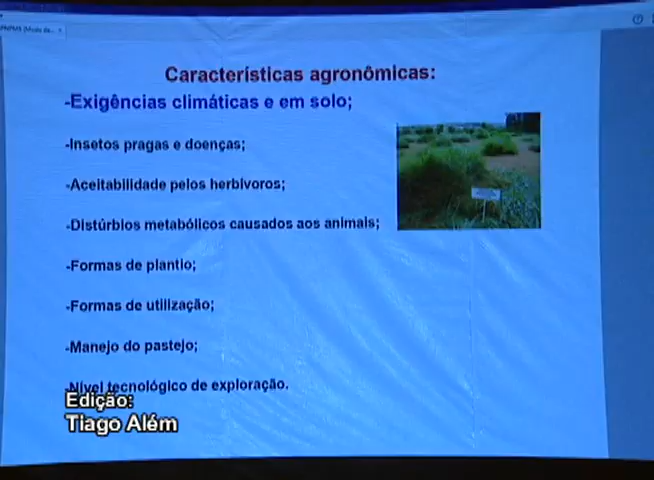 Características agronômicas:
-Exigências climáticas e em solo;
-Insetos pragas e doenças;
-Aceitabilidade pelos herbívoros;
-Distúrbios metabólicos causados aos animais;
-Formas de plantio;
-Formas de utilização;
-Manejo do pastejo;
-Nível tecnológico de exploração.
Edição:
Tiago Além